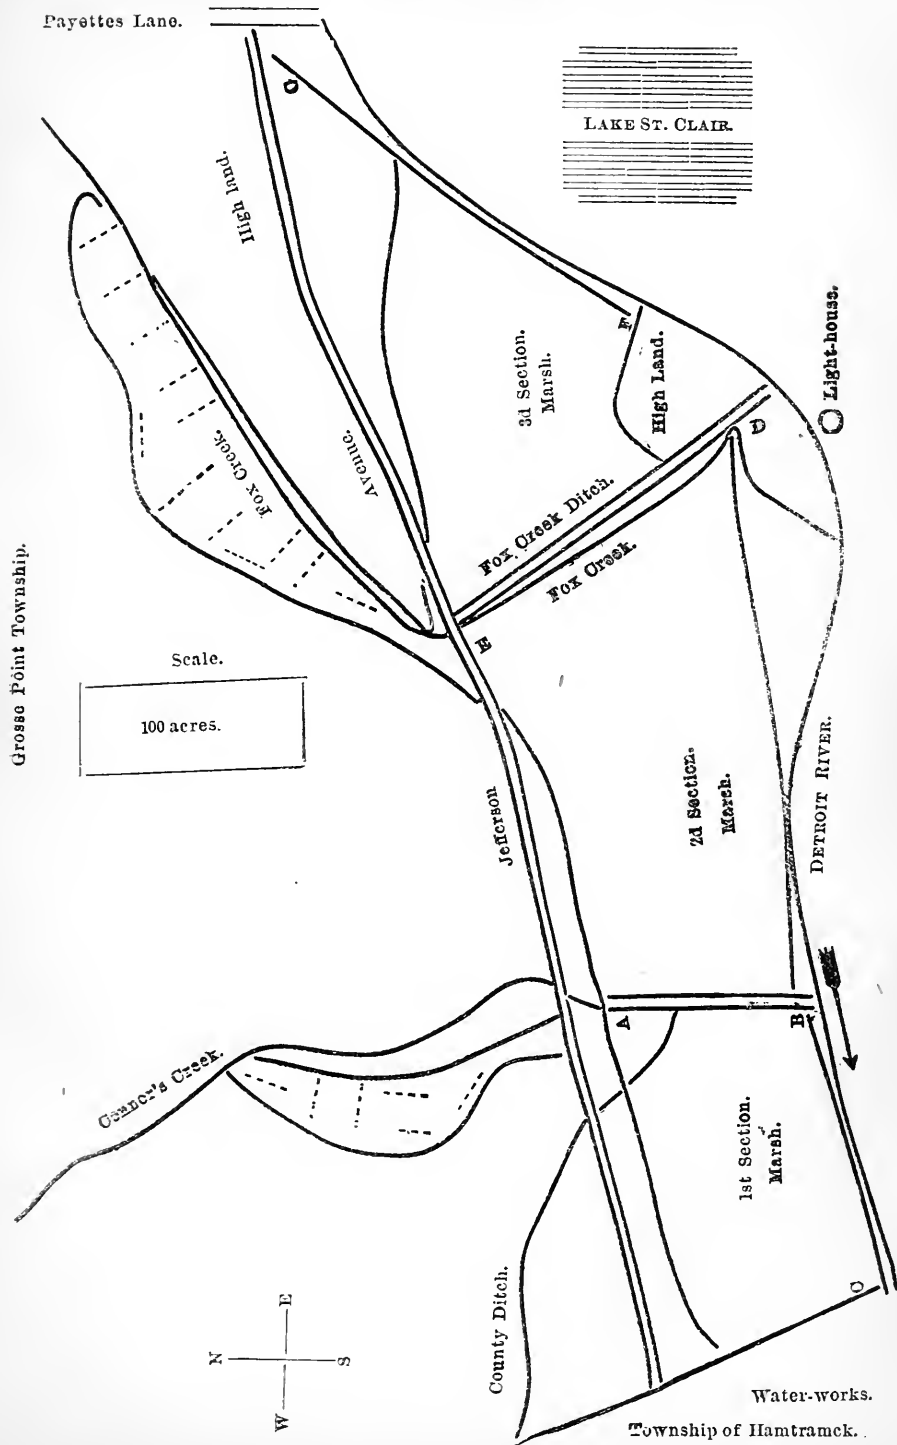 Payettes Lane.
LAKE ST. CLAIR.
G
High land.
3d Section.
Marsh.
F
High Land.
Light-house.
Fox Creek.
Avenue.
D
Fox Creek Ditch.
Fox Creek.
E
Grosse Point Township.
Scale.
100 acres.
Jefferson
2d Section.
Marsh.
DETROIT RIVER.
A
B
Conner's Creek.
1st Section.
Marsh.
County Ditch.
C
N
E
S
W
Water-works.
Township of Hamtramck.